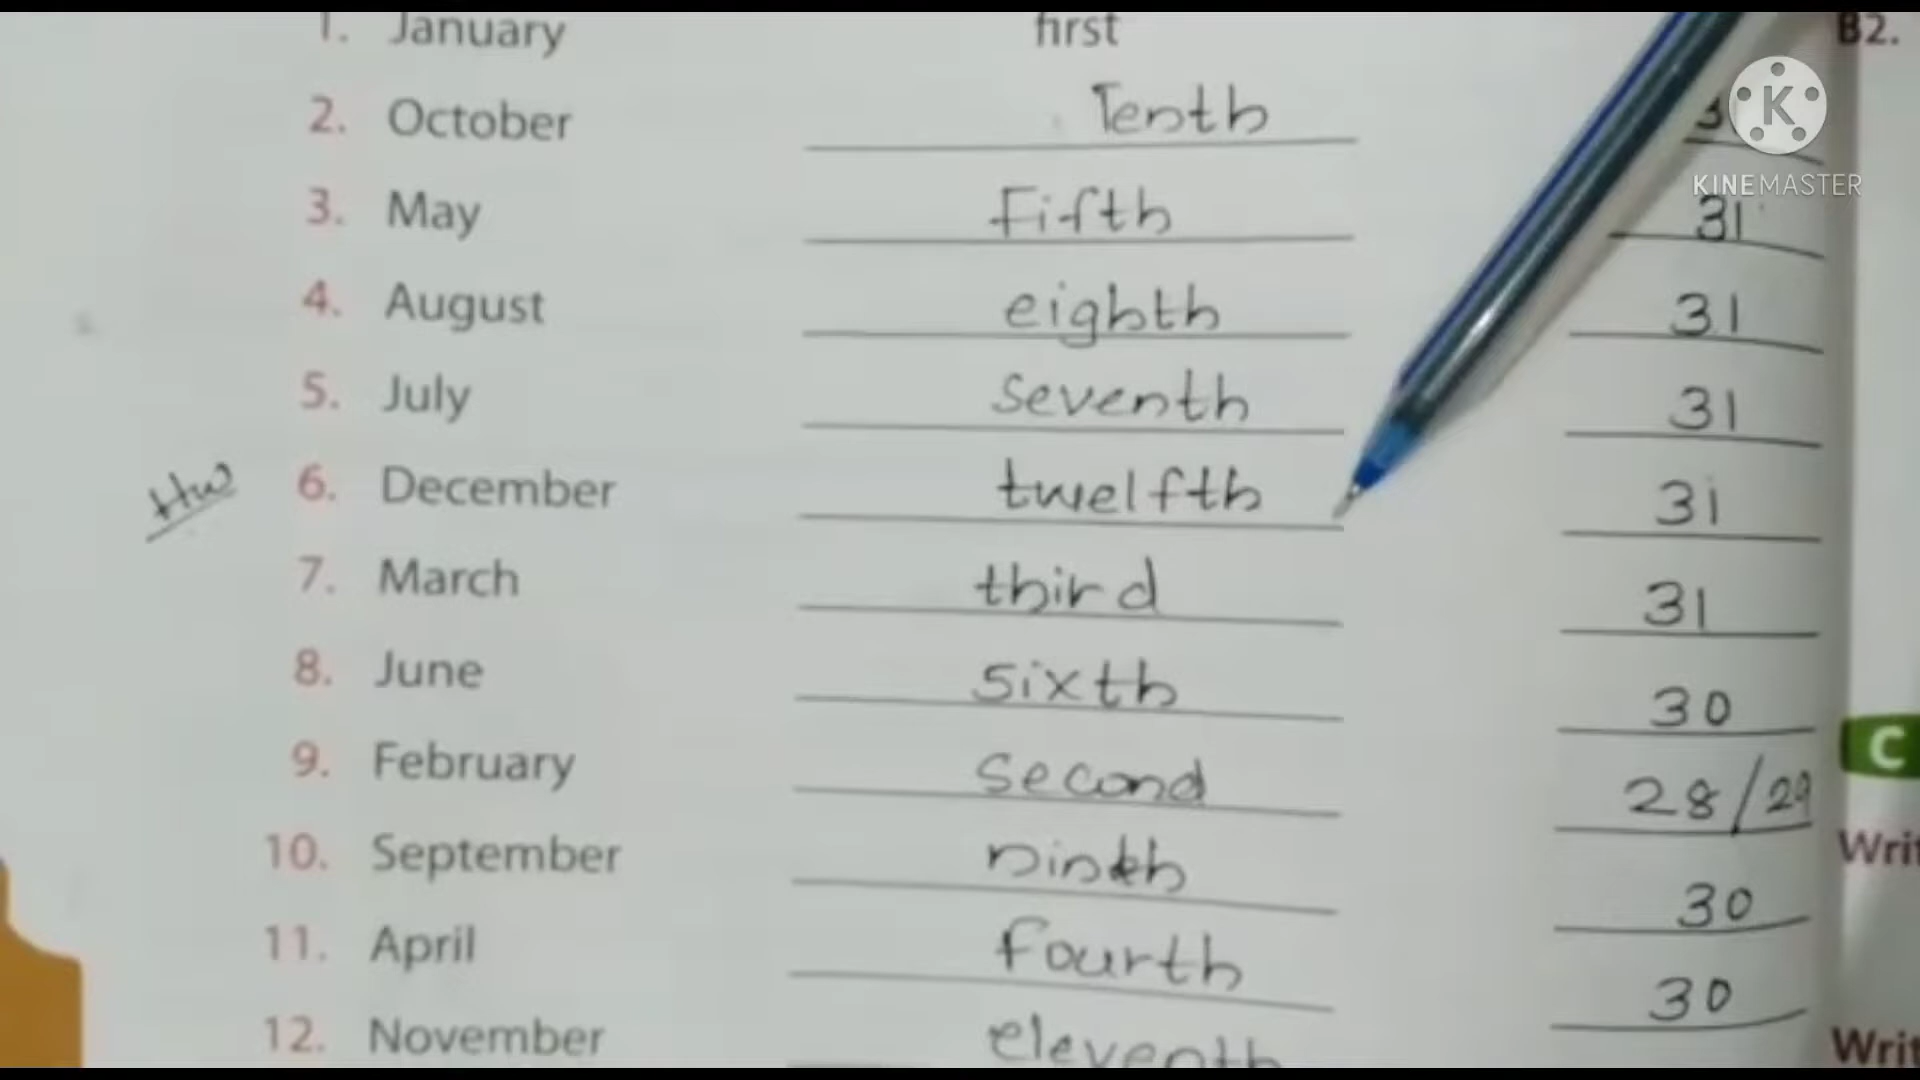 1. January first B2.
2. October Tenth
KINEMASTER
3. May Fifth 31
4. August eighth 31
5. July seventh 31
Hw 6. December twelfth 31
7. March third 31
8. June sixth 30
9. February second 28/29
10. September ninth 30
11. April fourth 30
12. November eleventh
C